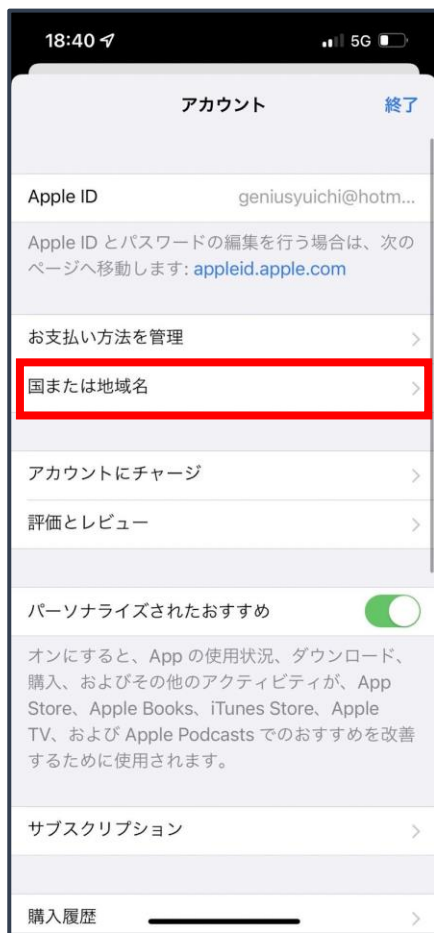 18:40 5G
アカウント 終了
Apple ID geniusyuichi@hotm...
Apple ID とパスワードの編集を行う場合は、次の
ページへ移動します: appleid.apple.com
お支払い方法を管理
国または地域名
アカウントにチャージ
評価とレビュー
パーソナライズされたおすすめ
オンにすると、App の使用状況、ダウンロード、
購入、およびその他のアクティビティが、App
Store、Apple Books、iTunes Store、Apple
TV、および Apple Podcasts でのおすすめを改善
するために使用されます。
サブスクリプション
購入履歴